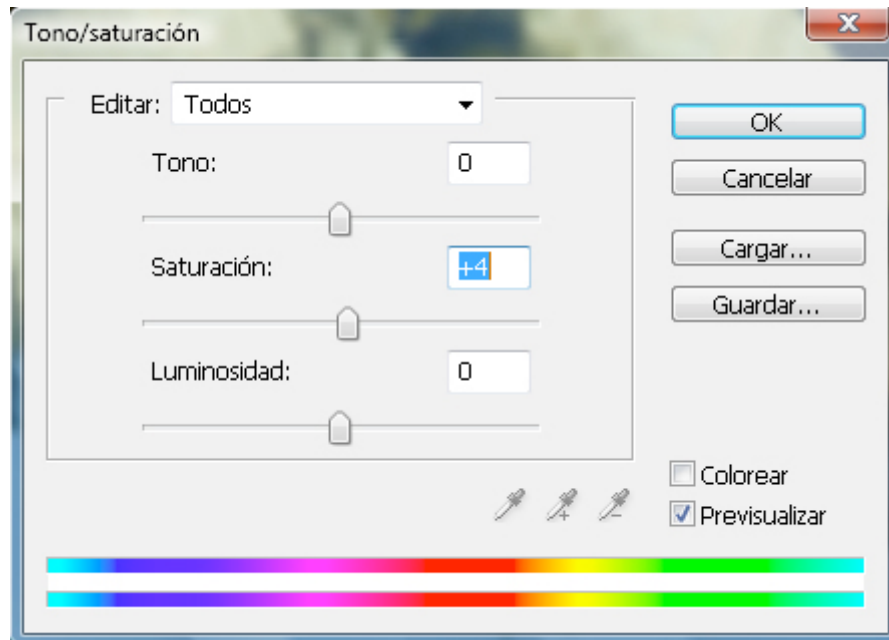 Tono/saturación
Editar: Todos
Tono: 0
Saturación: +4
Luminosidad: 0
OK
Cancelar
Cargar...
Guardar...
Colorear
Previsualizar